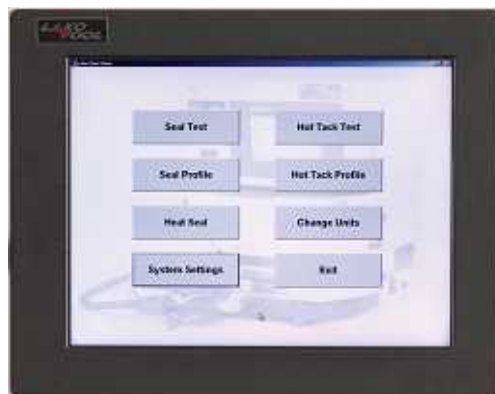 Seal Test
Hot Tack Test
Seal Profile
Hot Tack Profile
Heat Seal
Change Units
System Settings
Exit